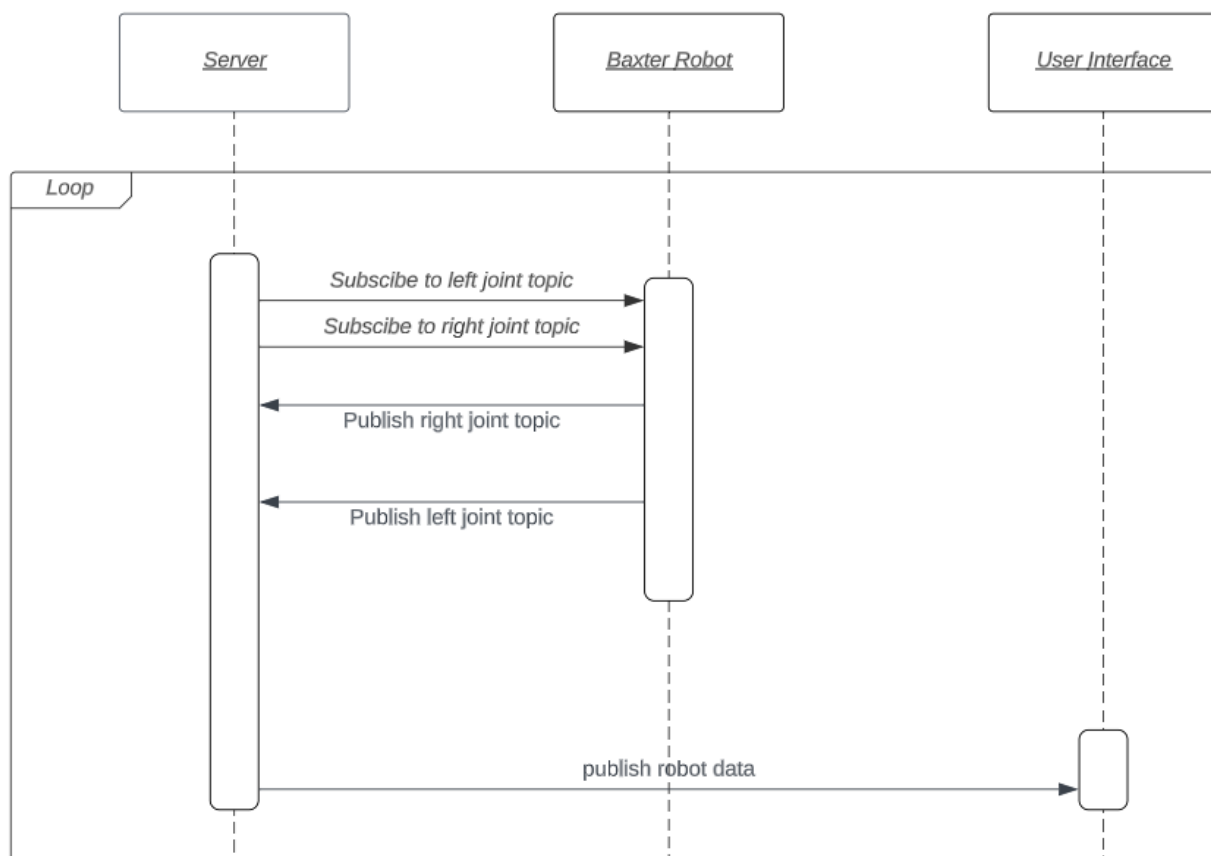 Server
Baxter Robot
User Interface
Loop
Subscibe to left joint topic
Subscibe to right joint topic
Publish right joint topic
Publish left joint topic
publish robot data